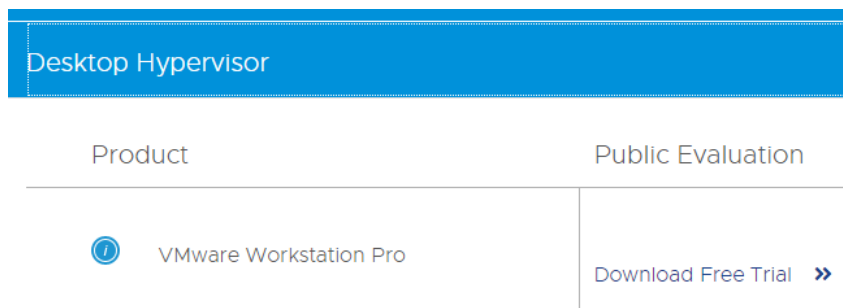 Desktop Hypervisor
Product
Public Evaluation
VMware Workstation Pro
Download Free Trial »